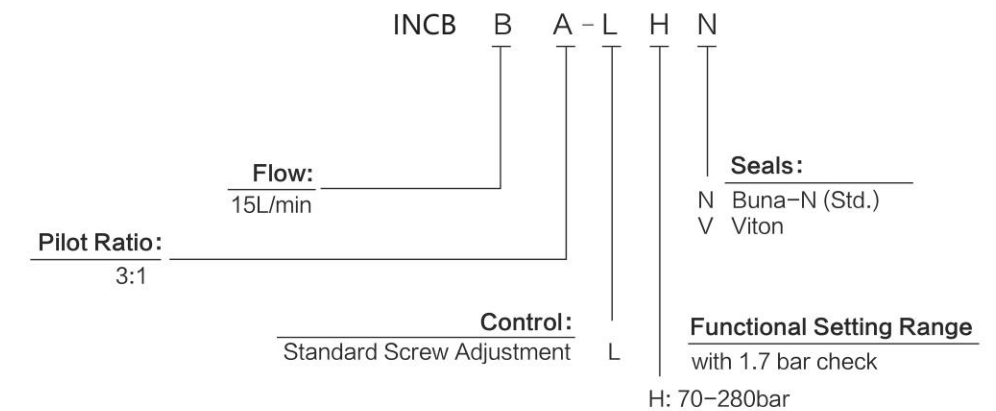 INCB B A-L H N
Flow:
15L/min
Seals:
N Buna-N (Std.)
V Viton
Pilot Ratio:
3:1
Control:
Standard Screw Adjustment L
Functional Setting Range
with 1.7 bar check
H: 70-280bar